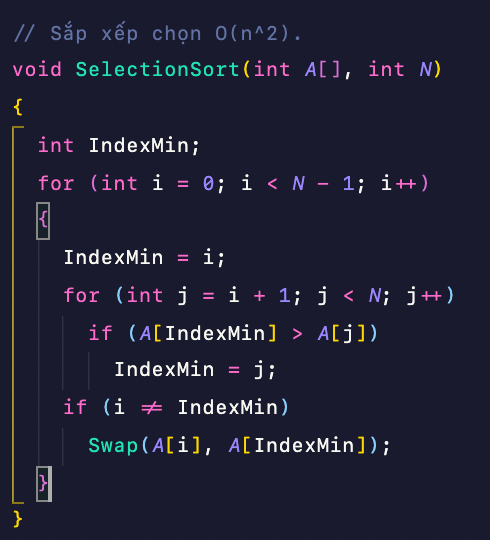 // Sắp xếp chọn O(n^2).
void SelectionSort(int A[], int N)
{
int IndexMin;
for (int i = 0; i < N - 1; i++)
{
IndexMin = i;
for (int j = i + 1; j < N; j++)
if (A[IndexMin] > A[j])
IndexMin = j;
if (i != IndexMin)
Swap(A[i], A[IndexMin]);
}
}